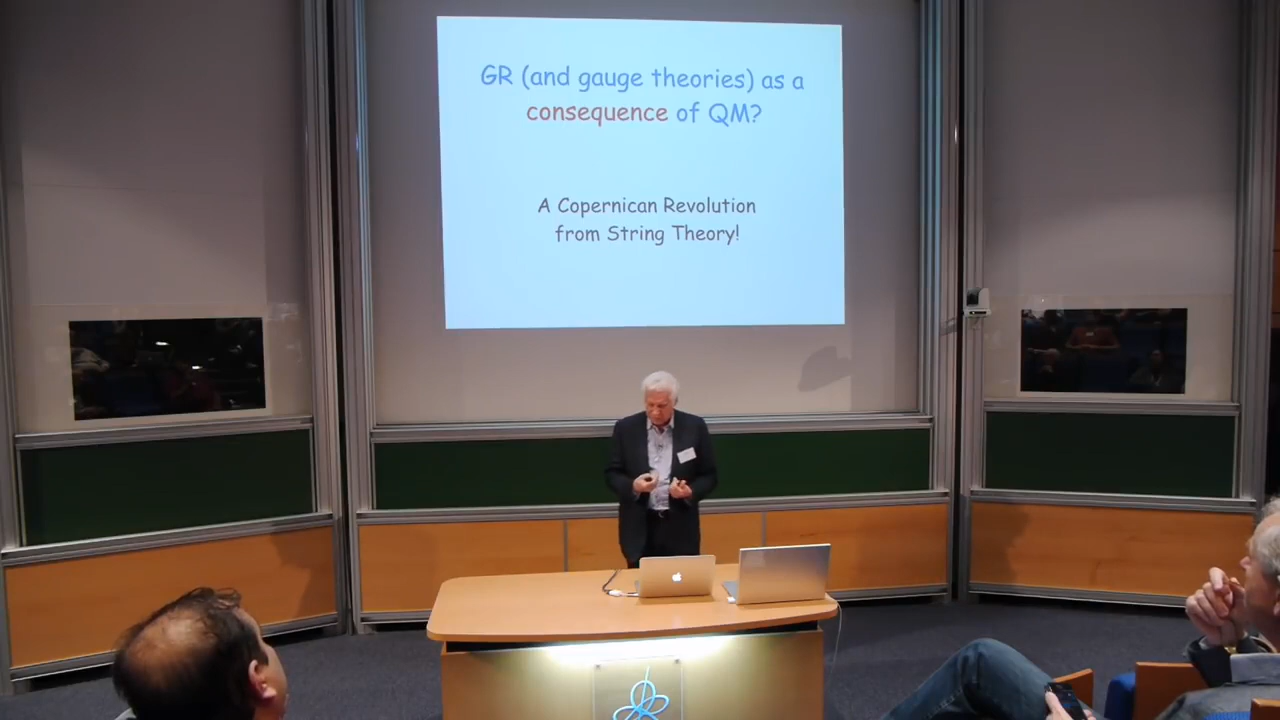 GR (and gauge theories) as a
consequence of QM?
A Copernican Revolution
from String Theory!